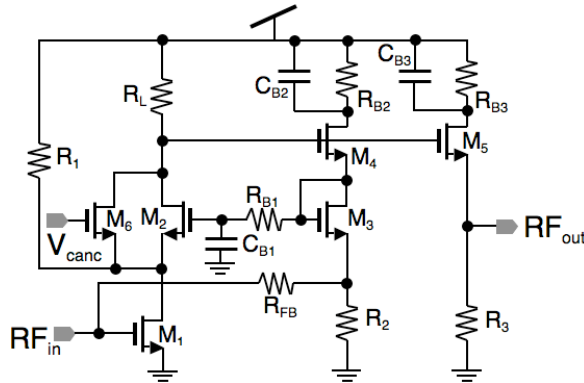 CB2
RB2
CB3
RB3
RL
R1
M4
M5
M6
M2
RB1
M3
Vcanc
CB1
RFout
RFB
R2
R3
RFin
M1